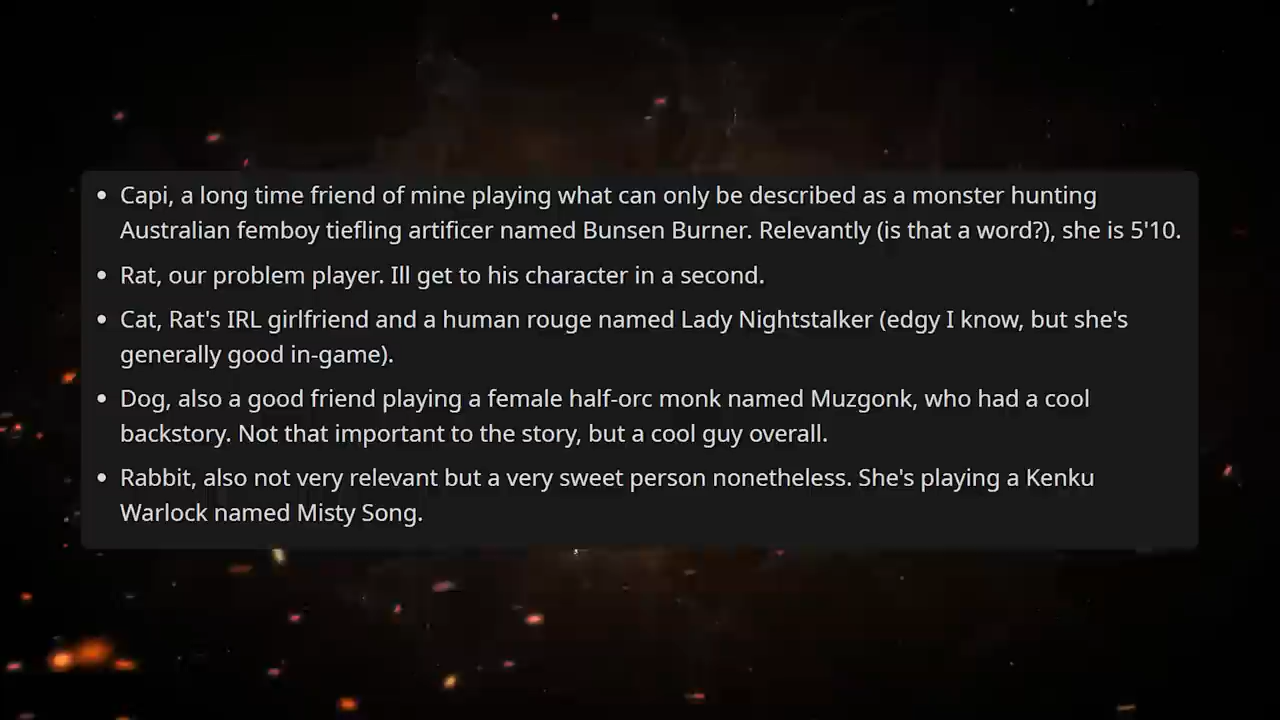 • Capi, a long time friend of mine playing what can only be described as a monster hunting
Australian femboy tiefling artificer named Bunsen Burner. Relevantly (is that a word?), she is 5'10.
• Rat, our problem player. Ill get to his character in a second.
• Cat, Rat's IRL girlfriend and a human rouge named Lady Nightstalker (edgy I know, but she's
generally good in-game).
• Dog, also a good friend playing a female half-orc monk named Muzgonk, who had a cool
backstory. Not that important to the story, but a cool guy overall.
• Rabbit, also not very relevant but a very sweet person nonetheless. She's playing a Kenku
Warlock named Misty Song.